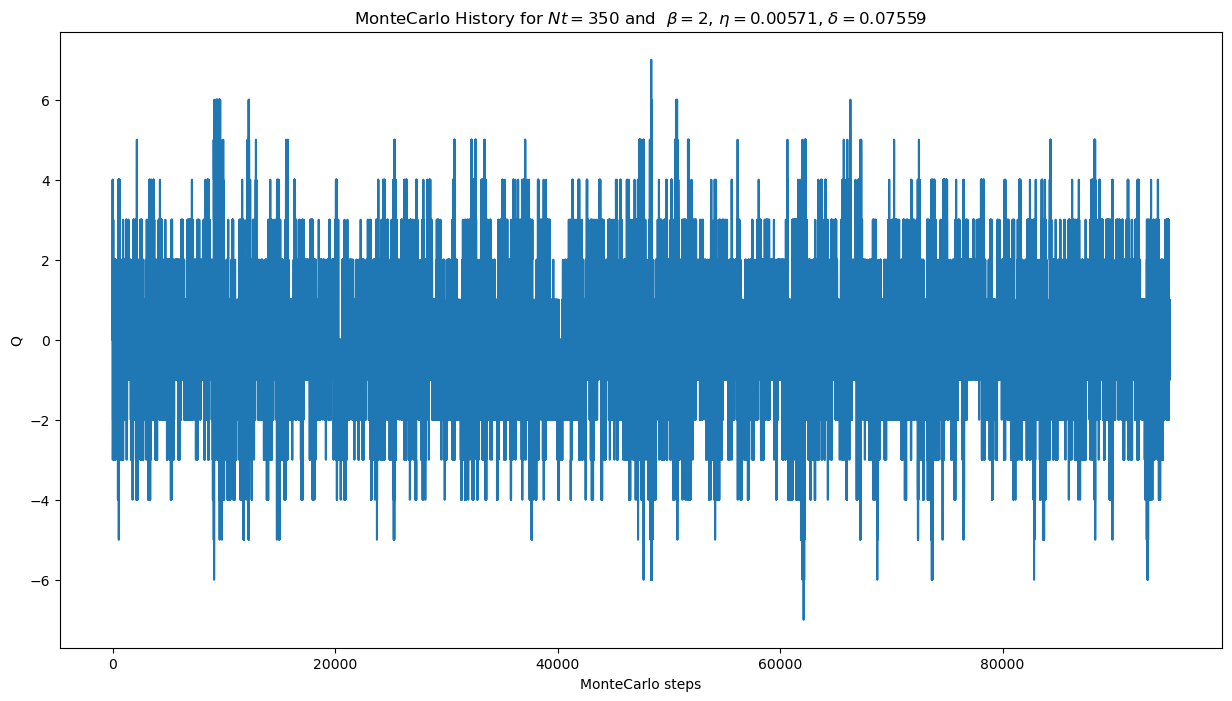 MonteCarlo History for Nt = 350 and β = 2, η = 0.00571, δ = 0.07559
6
4
2
0
−2
−4
−6
Q
0 20000 40000 60000 80000
MonteCarlo steps